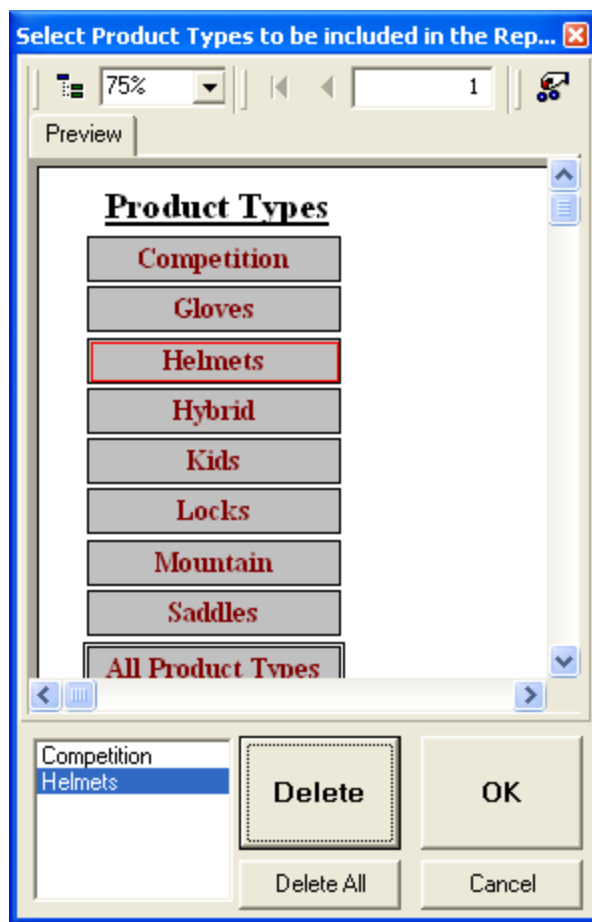 Select Product Types to be included in the Rep...
75%
1
Preview
Product Types
Competition
Gloves
Helmets
Hybrid
Kids
Locks
Mountain
Saddles
All Product Types
Competition
Helmets
Delete
OK
Delete All
Cancel